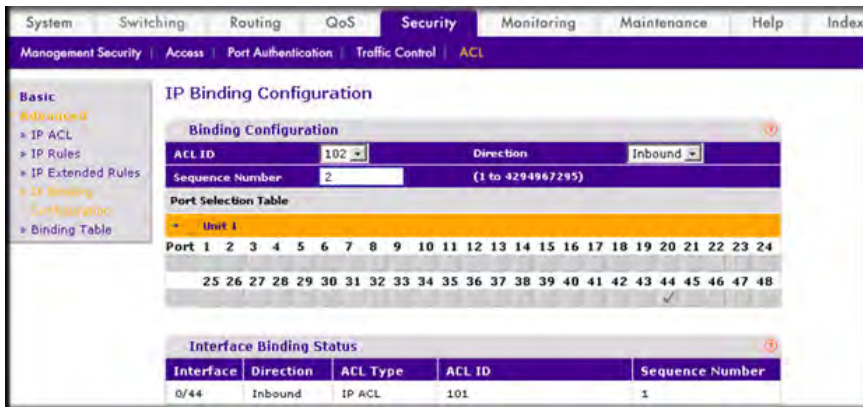 System Switching Routing QoS Security Monitoring Maintenance Help Index
Management Security Access Port Authentication Traffic Control ACL
Basic
Advanced
» IP ACL
» IP Rules
» IP Extended Rules
» IP Binding
Configuration
» Binding Table
IP Binding Configuration
Binding Configuration
ACL ID 102 Direction Inbound
Sequence Number 2 (1 to 4294967295)
Port Selection Table
Unit 1
Port 1 2 3 4 5 6 7 8 9 10 11 12 13 14 15 16 17 18 19 20 21 22 23 24
25 26 27 28 29 30 31 32 33 34 35 36 37 38 39 40 41 42 43 44 45 46 47 48
Interface Binding Status
Interface Direction ACL Type ACL ID Sequence Number
0/44 Inbound IP ACL 101 1